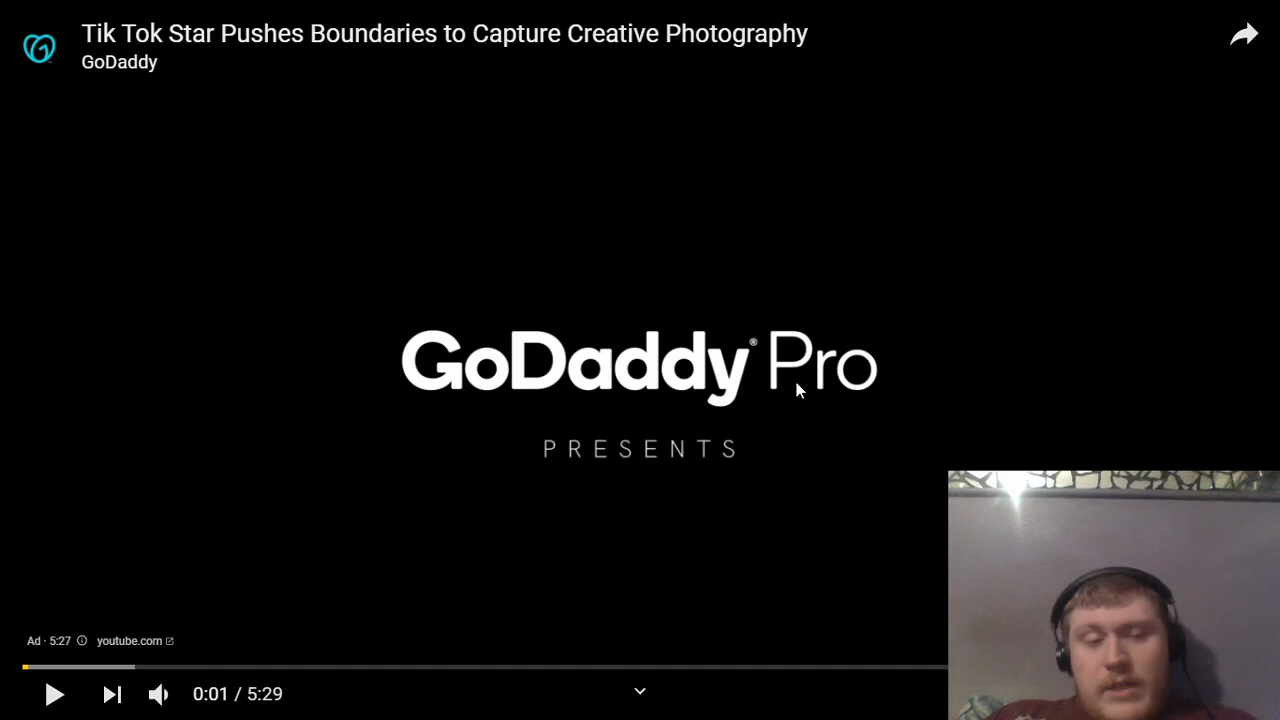 Tik Tok Star Pushes Boundaries to Capture Creative Photography
GoDaddy
GoDaddy® Pro
PRESENTS
Ad · 5:27 youtube.com
0:01 / 5:29